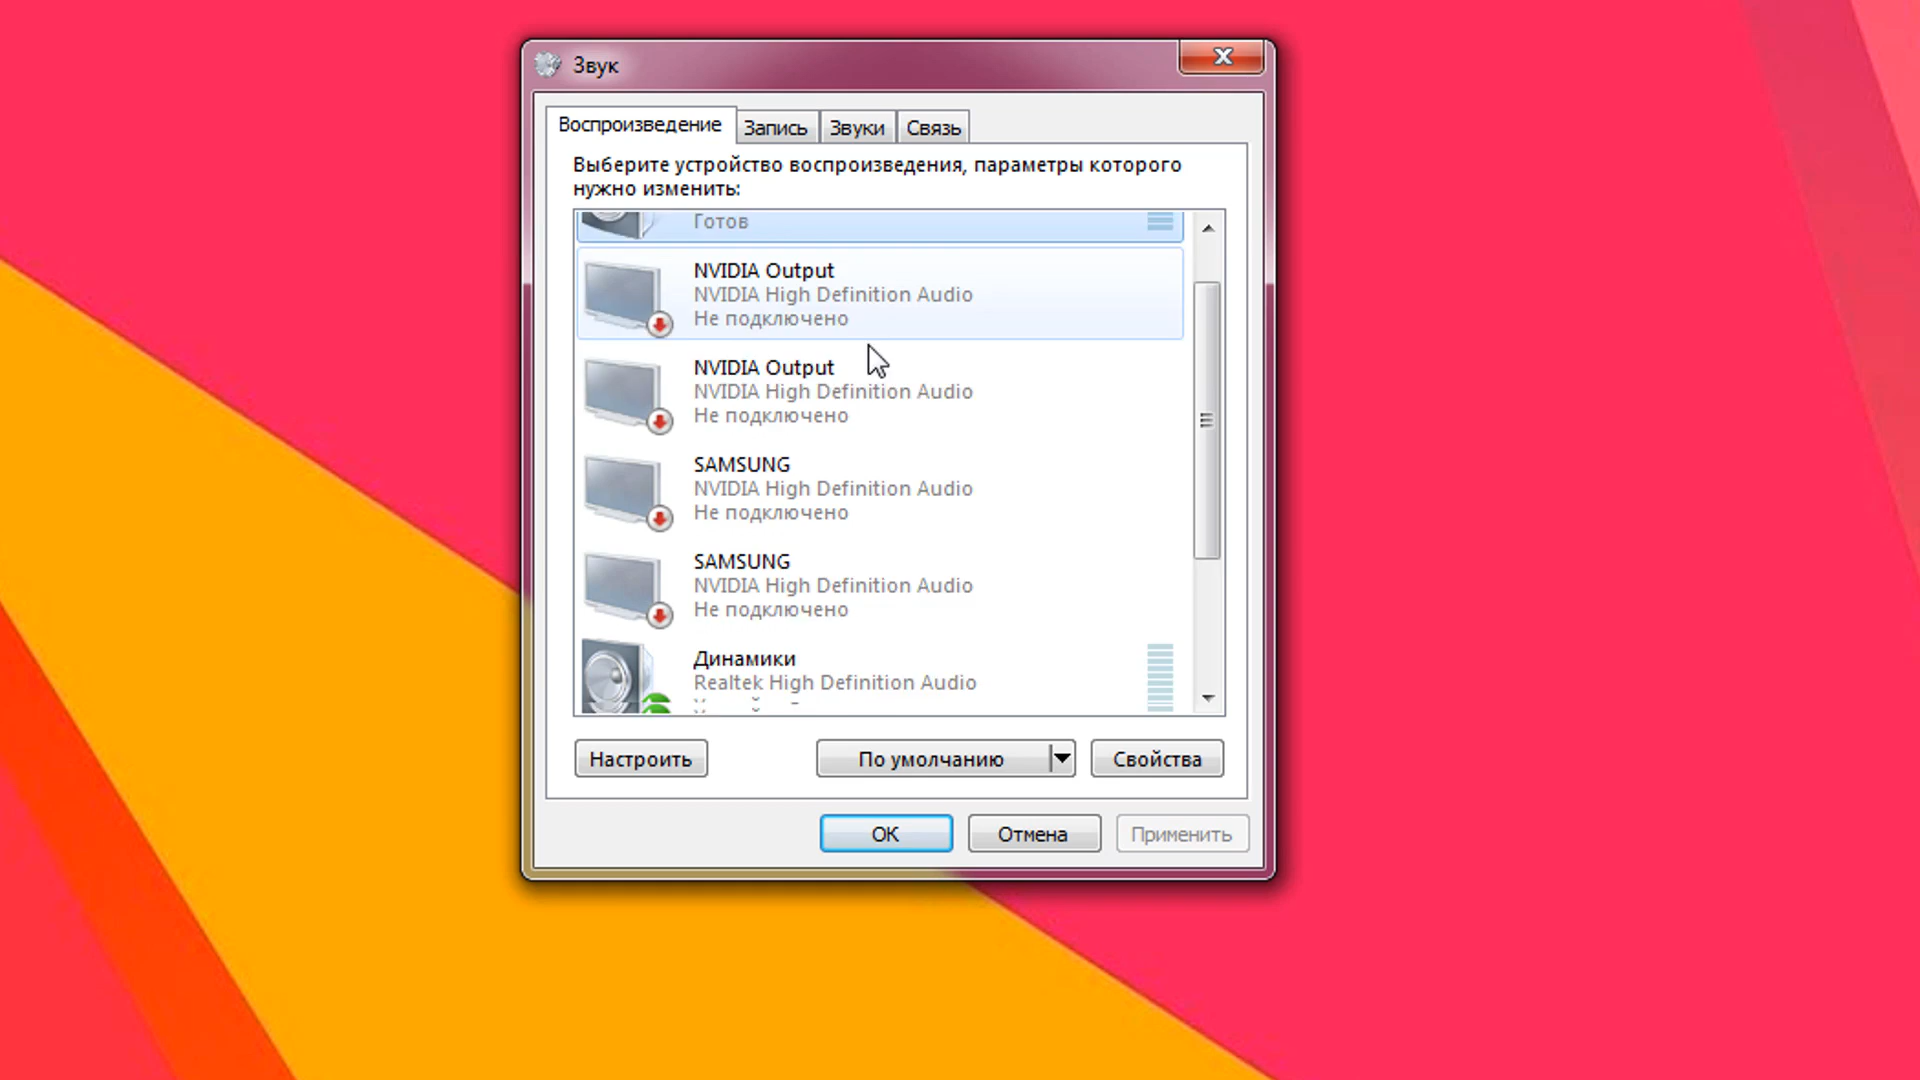 Звук
Воспроизведение Запись Звуки Связь
Выберите устройство воспроизведения, параметры которого
нужно изменить:
Готов
NVIDIA Output
NVIDIA High Definition Audio
Не подключено
NVIDIA Output
NVIDIA High Definition Audio
Не подключено
SAMSUNG
NVIDIA High Definition Audio
Не подключено
SAMSUNG
NVIDIA High Definition Audio
Не подключено
Динамики
Realtek High Definition Audio
Настроить По умолчанию Свойства
ОК Отмена Применить